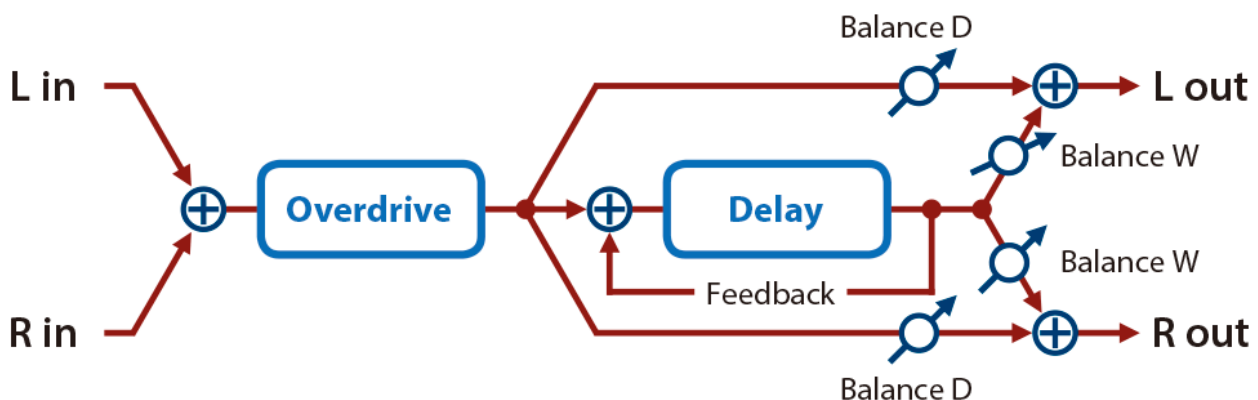 Balance D
L in
L out
Balance W
Overdrive
Delay
Balance W
Feedback
R in
R out
Balance D